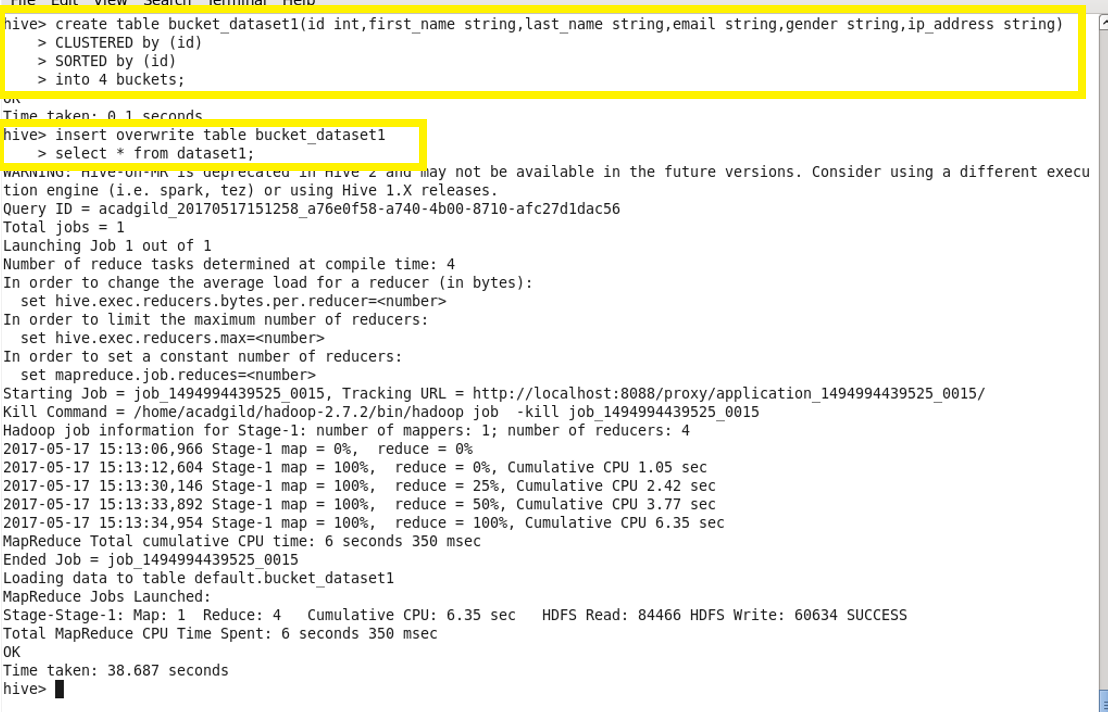 File Edit View Search Terminal Help
hive> create table bucket_dataset1(id int,first_name string,last_name string,email string,gender string,ip_address string)
    > CLUSTERED by (id)
    > SORTED by (id)
    > into 4 buckets;
OK
Time taken: 0.1 seconds
hive> insert overwrite table bucket_dataset1
    > select * from dataset1;
WARNING: Hive-on-MR is deprecated in Hive 2 and may not be available in the future versions. Consider using a different execu
tion engine (i.e. spark, tez) or using Hive 1.X releases.
Query ID = acadgild_20170517151258_a76e0f58-a740-4b00-8710-afc27d1dac56
Total jobs = 1
Launching Job 1 out of 1
Number of reduce tasks determined at compile time: 4
In order to change the average load for a reducer (in bytes):
  set hive.exec.reducers.bytes.per.reducer=<number>
In order to limit the maximum number of reducers:
  set hive.exec.reducers.max=<number>
In order to set a constant number of reducers:
  set mapreduce.job.reduces=<number>
Starting Job = job_1494994439525_0015, Tracking URL = http://localhost:8088/proxy/application_1494994439525_0015/
Kill Command = /home/acadgild/hadoop-2.7.2/bin/hadoop job  -kill job_1494994439525_0015
Hadoop job information for Stage-1: number of mappers: 1; number of reducers: 4
2017-05-17 15:13:06,966 Stage-1 map = 0%,  reduce = 0%
2017-05-17 15:13:12,604 Stage-1 map = 100%,  reduce = 0%, Cumulative CPU 1.05 sec
2017-05-17 15:13:30,146 Stage-1 map = 100%,  reduce = 25%, Cumulative CPU 2.42 sec
2017-05-17 15:13:33,892 Stage-1 map = 100%,  reduce = 50%, Cumulative CPU 3.77 sec
2017-05-17 15:13:34,954 Stage-1 map = 100%,  reduce = 100%, Cumulative CPU 6.35 sec
MapReduce Total cumulative CPU time: 6 seconds 350 msec
Ended Job = job_1494994439525_0015
Loading data to table default.bucket_dataset1
MapReduce Jobs Launched:
Stage-Stage-1: Map: 1  Reduce: 4   Cumulative CPU: 6.35 sec   HDFS Read: 84466 HDFS Write: 60634 SUCCESS
Total MapReduce CPU Time Spent: 6 seconds 350 msec
OK
Time taken: 38.687 seconds
hive>